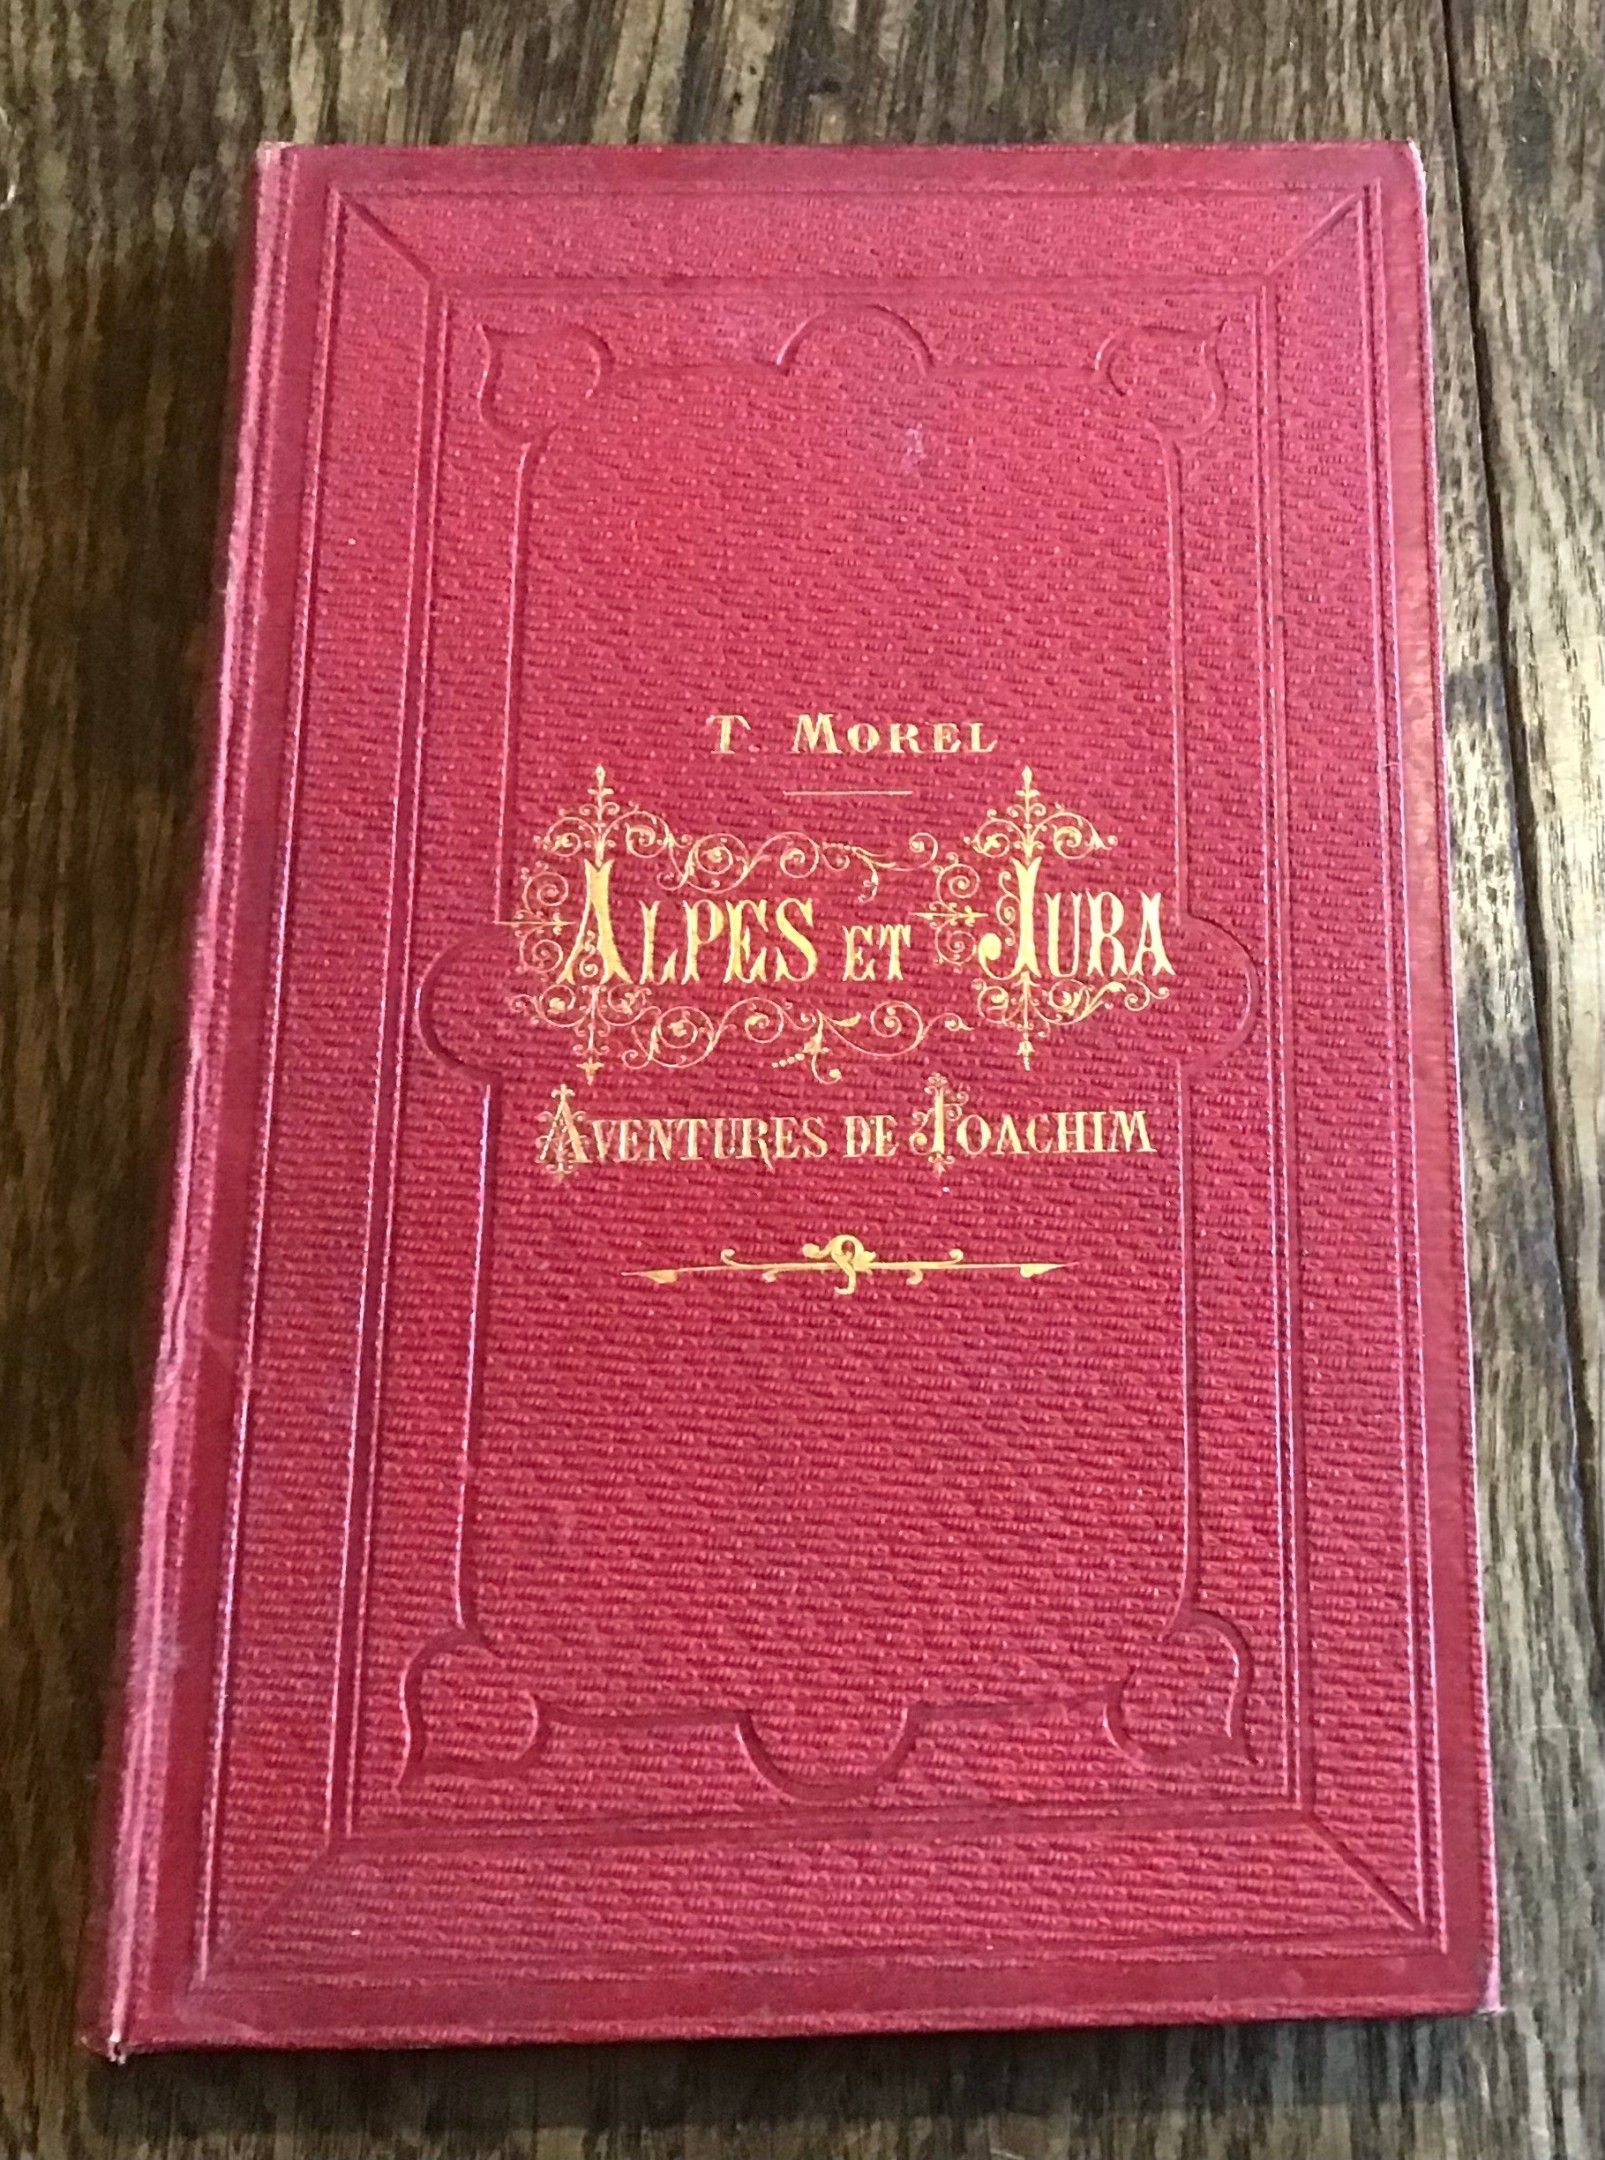 T. MOREL
ALPES ET JURA
AVENTURES DE JOACHIM